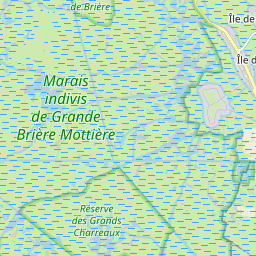 de Brière
Île de
Île d
Marais
indivis
de Grande
Brière Mottière
Réserve
des Grands
Charreaux